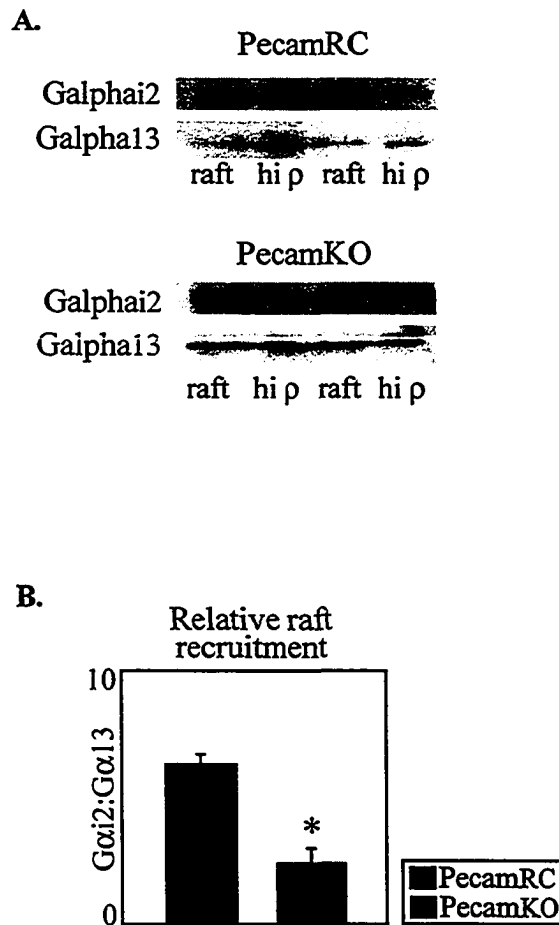 A.
PecamRC
Galphai2
Galpha13
raft hi ρ raft hi ρ
PecamKO
Galphai2
Galpha13
raft hi ρ raft hi ρ
B.
Relative raft
recruitment
10
Gαi2:Gα13
*
0
PecamRC
PecamKO